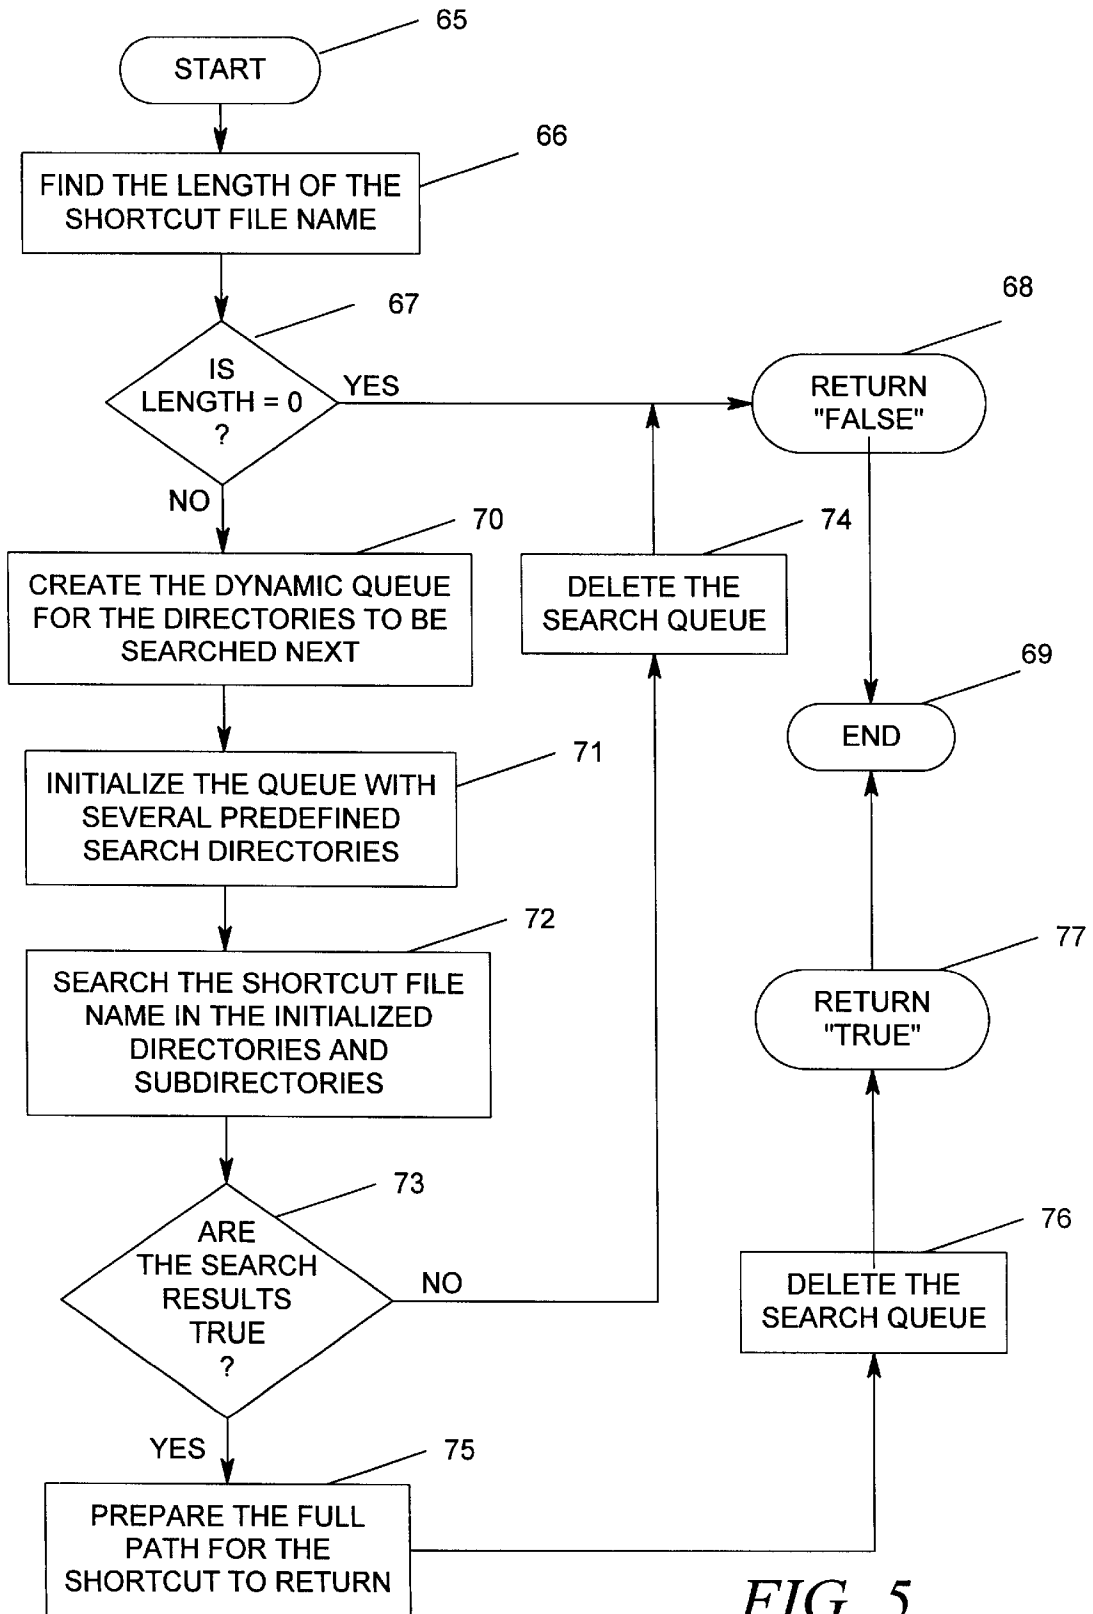 65
START
66
FIND THE LENGTH OF THE
SHORTCUT FILE NAME
67
IS
LENGTH = 0
?
YES
NO
68
RETURN
"FALSE"
70
CREATE THE DYNAMIC QUEUE
FOR THE DIRECTORIES TO BE
SEARCHED NEXT
74
DELETE THE
SEARCH QUEUE
69
END
71
INITIALIZE THE QUEUE WITH
SEVERAL PREDEFINED
SEARCH DIRECTORIES
72
SEARCH THE SHORTCUT FILE
NAME IN THE INITIALIZED
DIRECTORIES AND
SUBDIRECTORIES
77
RETURN
"TRUE"
73
ARE
THE SEARCH
RESULTS
TRUE
?
NO
YES
76
DELETE THE
SEARCH QUEUE
75
PREPARE THE FULL
PATH FOR THE
SHORTCUT TO RETURN
FIG. 5